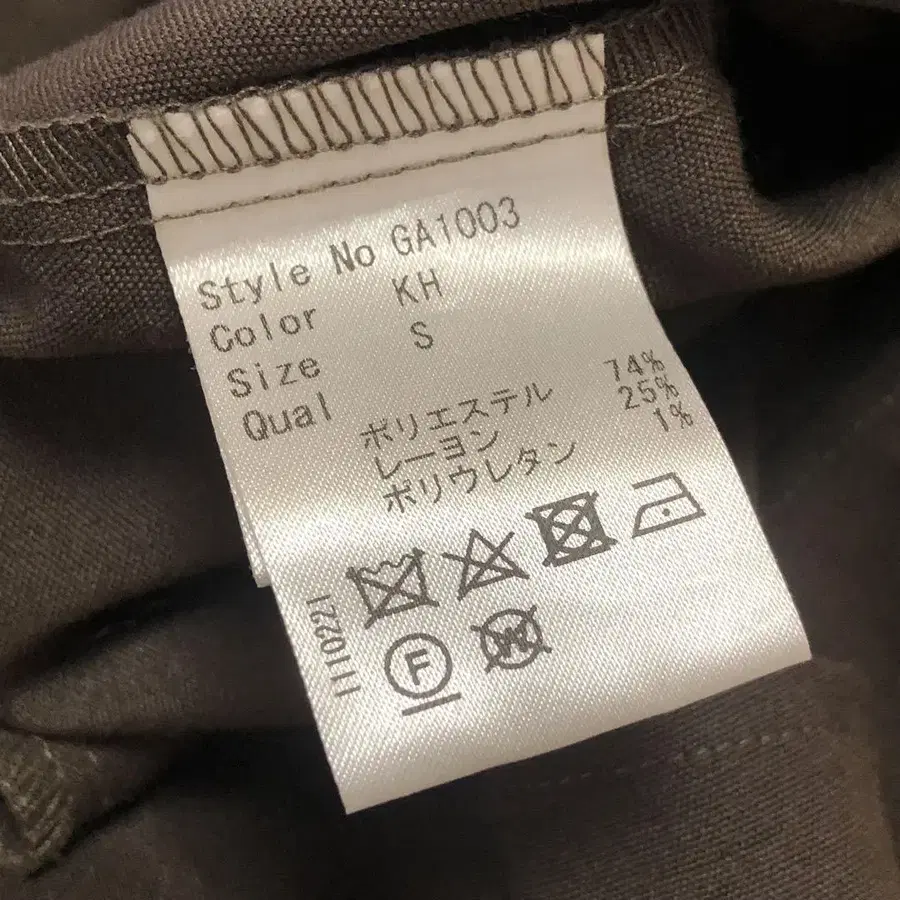 Style No GA1003
Color KH
Size S
Qual
ポリエステル 74%
レーヨン 25%
ポリウレタン 1%
F
W
1110221